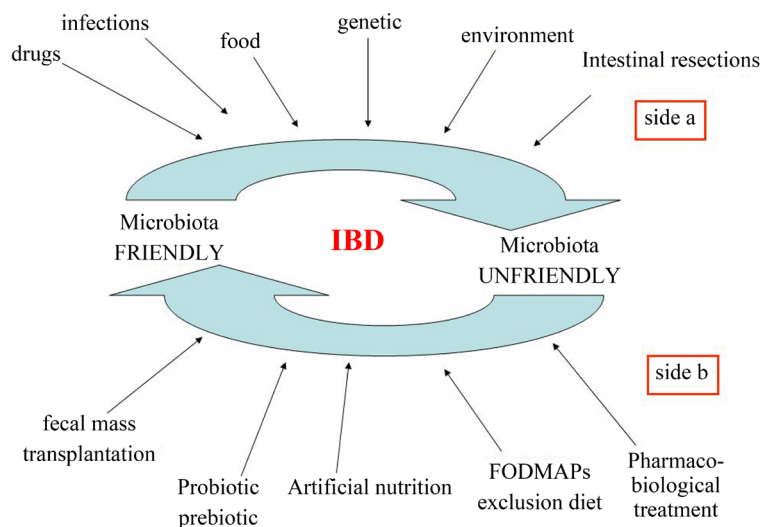 infections
drugs
food
genetic
environment
Intestinal resections
side a
Microbiota
FRIENDLY
IBD
Microbiota
UNFRIENDLY
side b
fecal mass
transplantation
Probiotic
prebiotic
Artificial nutrition
FODMAPs
exclusion diet
Pharmaco-
biological
treatment